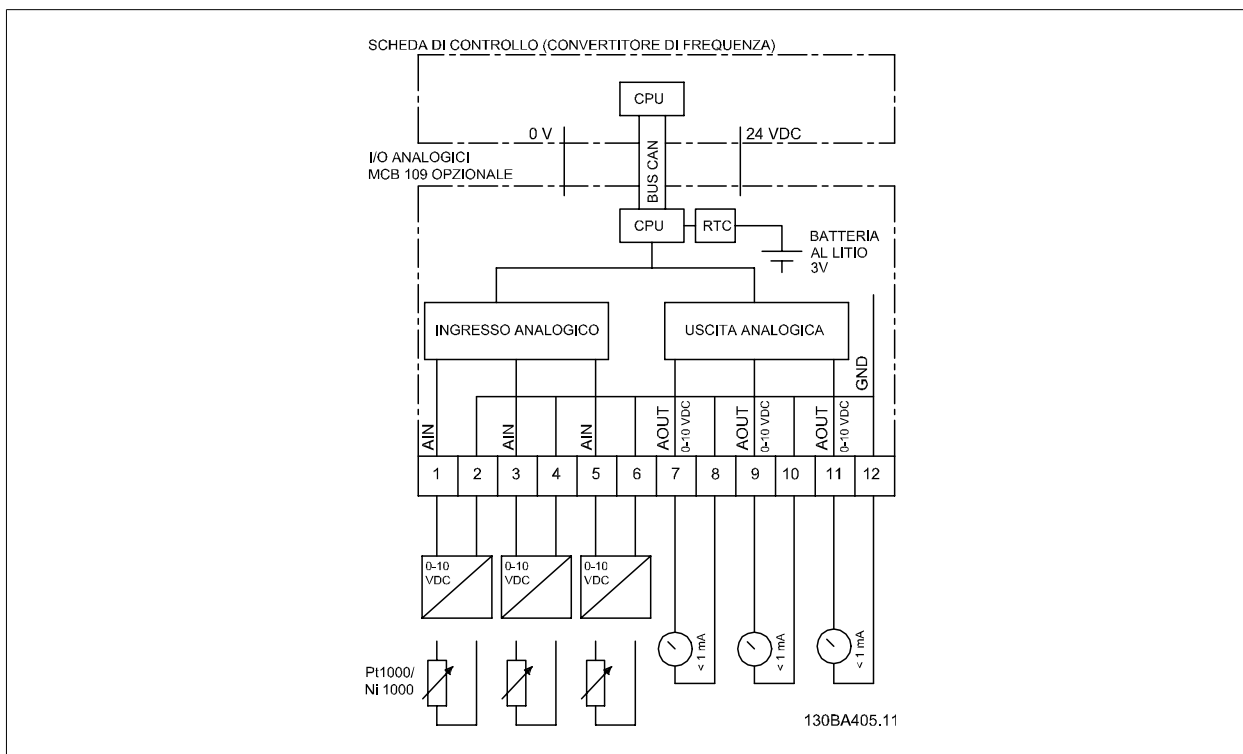 SCHEDA DI CONTROLLO (CONVERTITORE DI FREQUENZA)
CPU
0 V
24 VDC
BUS CAN
I/O ANALOGICI
MCB 109 OPZIONALE
CPU
RTC
BATTERIA
AL LITIO
3V
INGRESSO ANALOGICO
USCITA ANALOGICA
GND
AIN
AIN
AIN
AOUT
0-10 VDC
AOUT
0-10 VDC
AOUT
0-10 VDC
1 2 3 4 5 6 7 8 9 10 11 12
0-10
VDC
0-10
VDC
0-10
VDC
< 1 mA
< 1 mA
< 1 mA
Pt1000/
Ni 1000
130BA405.11